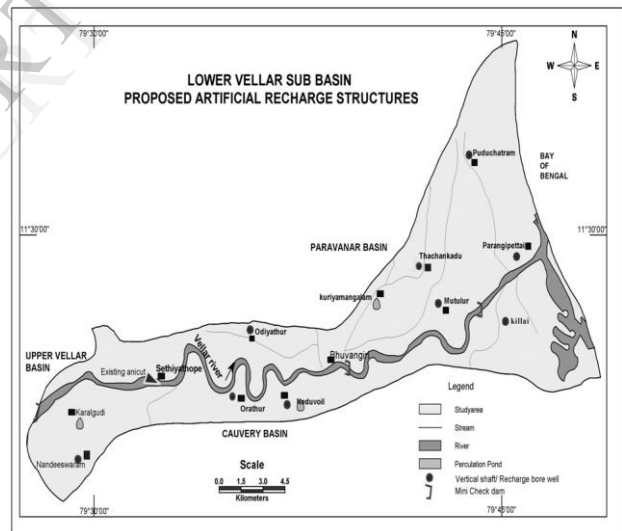 79°30'00"
79°45'00"
N
W E
S
LOWER VELLAR SUB BASIN
PROPOSED ARTIFICIAL RECHARGE STRUCTURES
Puduchatram
BAY
OF
BENGAL
11°30'00"
11°30'00"
PARAVANAR BASIN
Parangipettai
Thachankadu
kuriyamangalam
Mutulur
killai
Odiyathur
Bhuvangiri
Vellar river
UPPER VELLAR
BASIN
Existing anicut
Sethiyathope
Karaigudi
Orathur
Neduvoil
CAUVERY BASIN
Nandeeswaram
Scale
0.0 1.5 3.0 4.5
Kilometers
Legend
Studyarea
Stream
River
Perculation Pond
Vertical shaft/ Recharge bore well
Mini Check dam
79°30'00"
79°45'00"